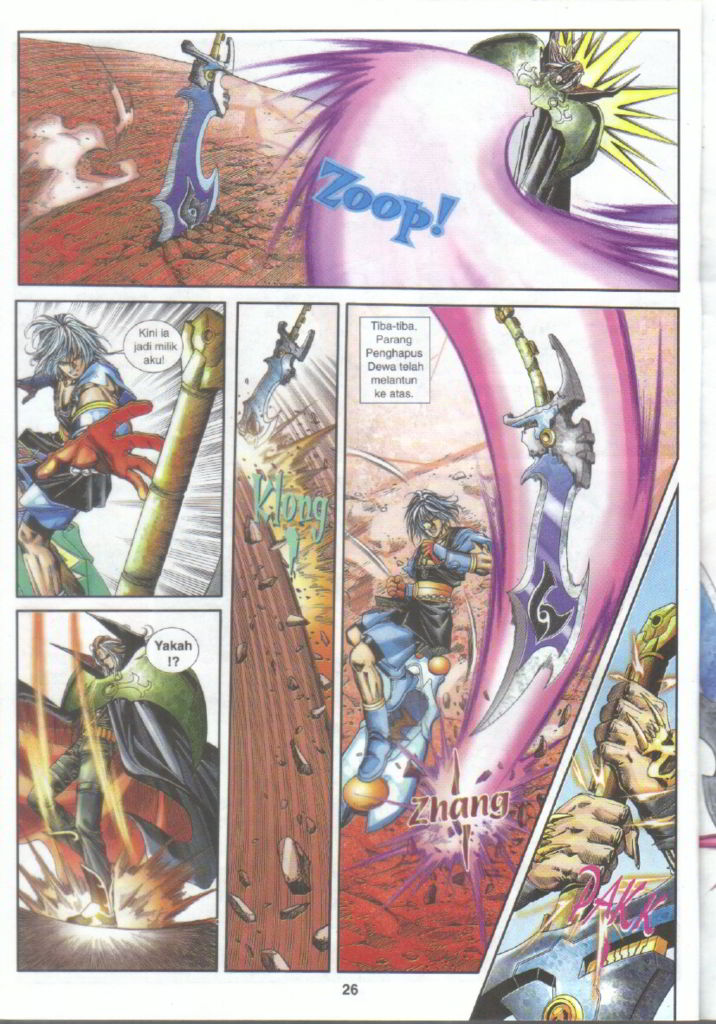 Zoop!
Kini ia
jadi milik
aku!
Klong
!
Tiba-tiba.
Parang
Penghapus
Dewa telah
melantun
ke atas.
Yakah
!?
Zhang
PAKK
!
26